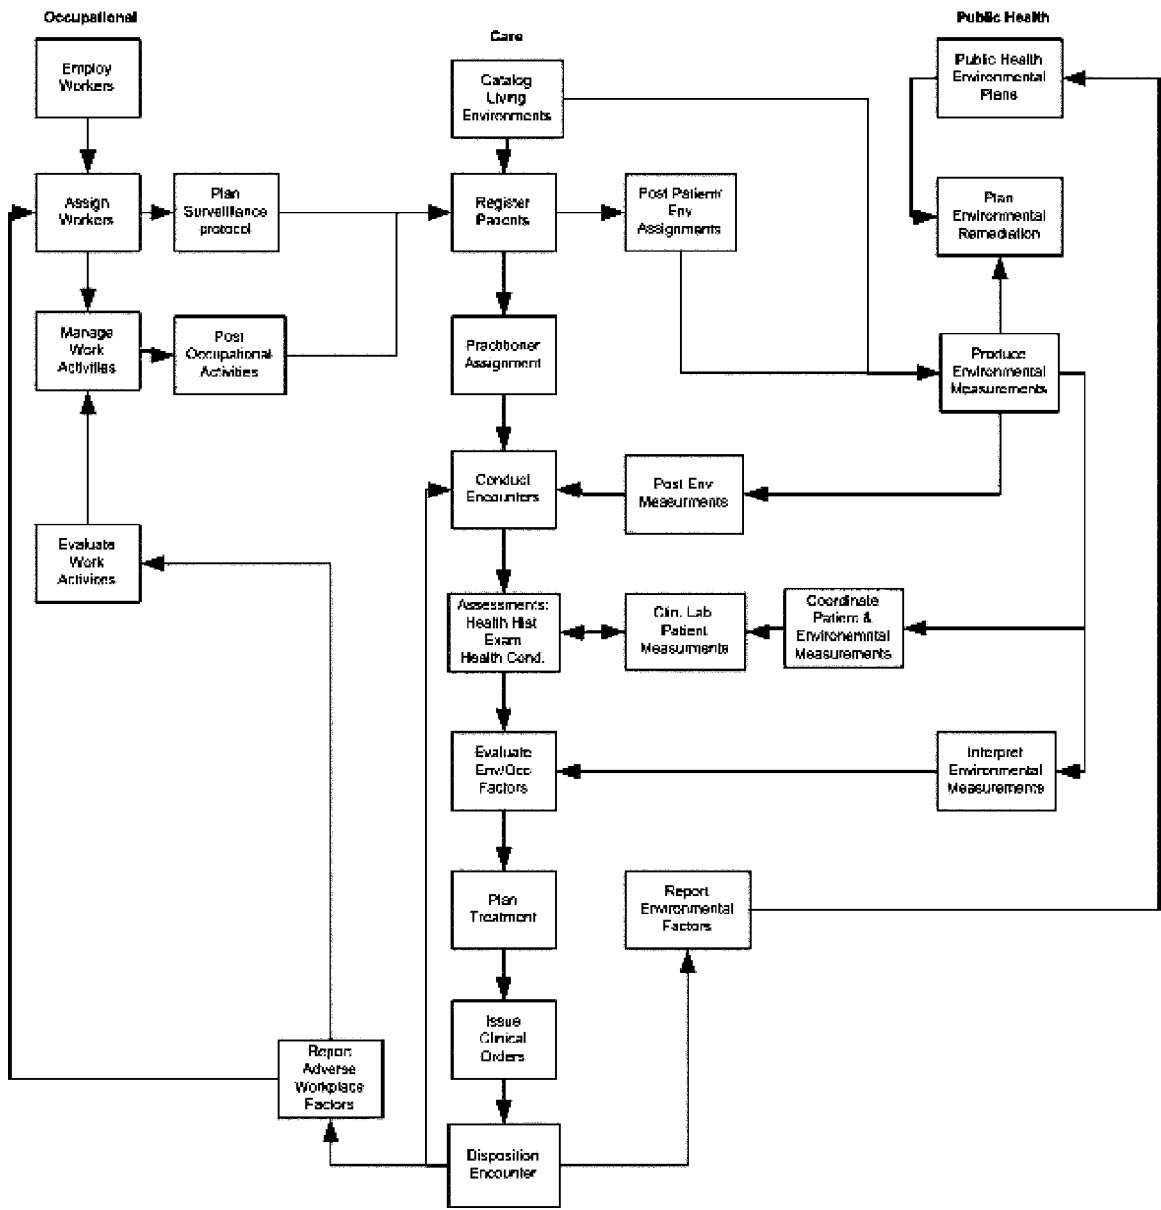 Occupational
Care
Public Health
Employ
Workers
Catalog
Living
Environments
Public Health
Environmental
Plans
Assign
Workers
Plan
Surveillance
protocol
Register
Patients
Post Patient/
Env
Assignments
Plan
Environmental
Remediation
Manage
Work
Activities
Post
Occupational
Activities
Practitioner
Assignment
Produce
Environmental
Measurements
Conduct
Encounters
Post Env
Measurments
Evaluate
Work
Activities
Assessments:
Health Hist
Exam
Health Cond.
Clin. Lab
Patient
Measurments
Coordinate
Patient &
Environemntal
Measurements
Evaluate
Env/Occ
Factors
Interpret
Environmental
Measurements
Plan
Treatment
Report
Environmental
Factors
Issue
Clinical
Orders
Report
Adverse
Workplace
Factors
Disposition
Encounter